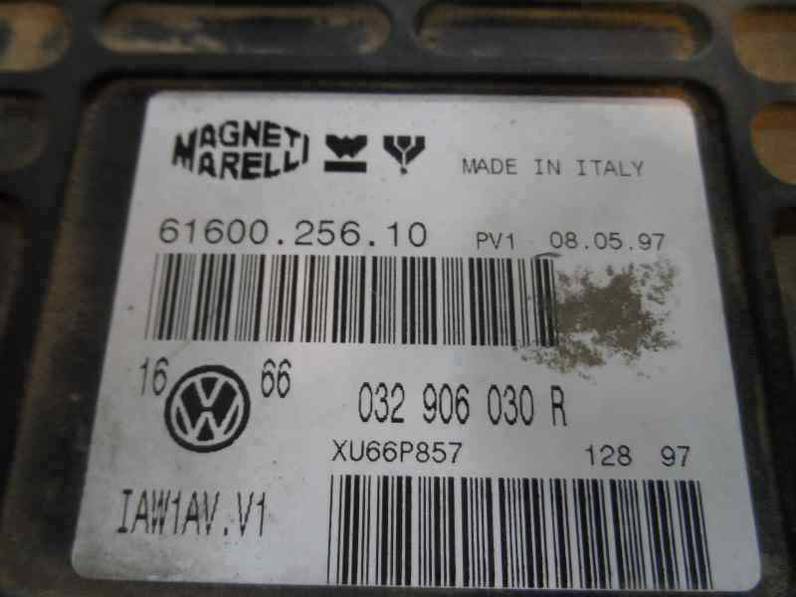 MAGNETI
MARELLI
MADE IN ITALY
61600.256.10 PV1 08.05.97
16 66
032 906 030 R
XU66P857 128 97
IAW1AV.V1